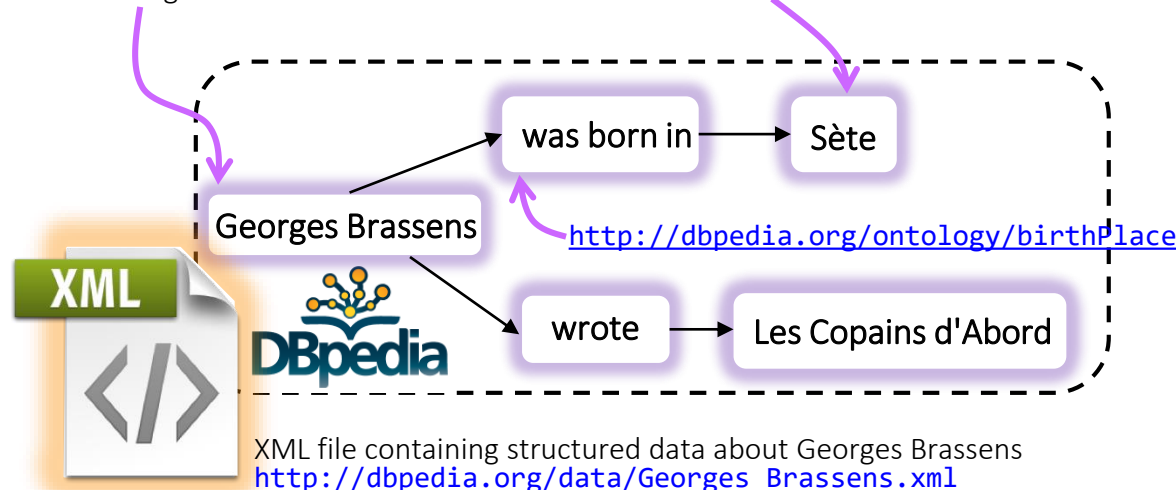 was born in
Sète
Georges Brassens
http://dbpedia.org/ontology/birthPlace
XML
DBpedia
wrote
Les Copains d'Abord
XML file containing structured data about Georges Brassens
http://dbpedia.org/data/Georges_Brassens.xml